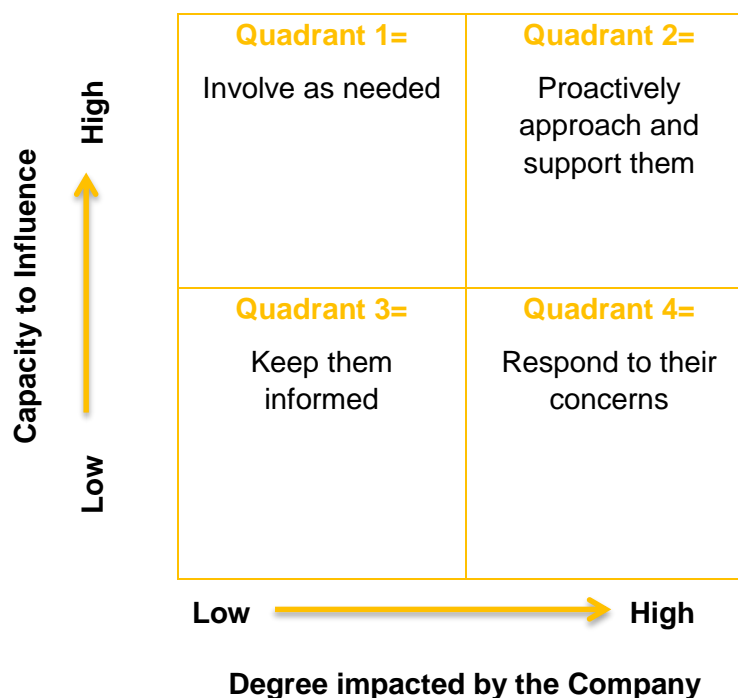 Quadrant 1=
Involve as needed
Quadrant 2=
Proactively
approach and
support them
High
Capacity to Influence
Low
Quadrant 3=
Keep them
informed
Quadrant 4=
Respond to their
concerns
Low
High
Degree impacted by the Company